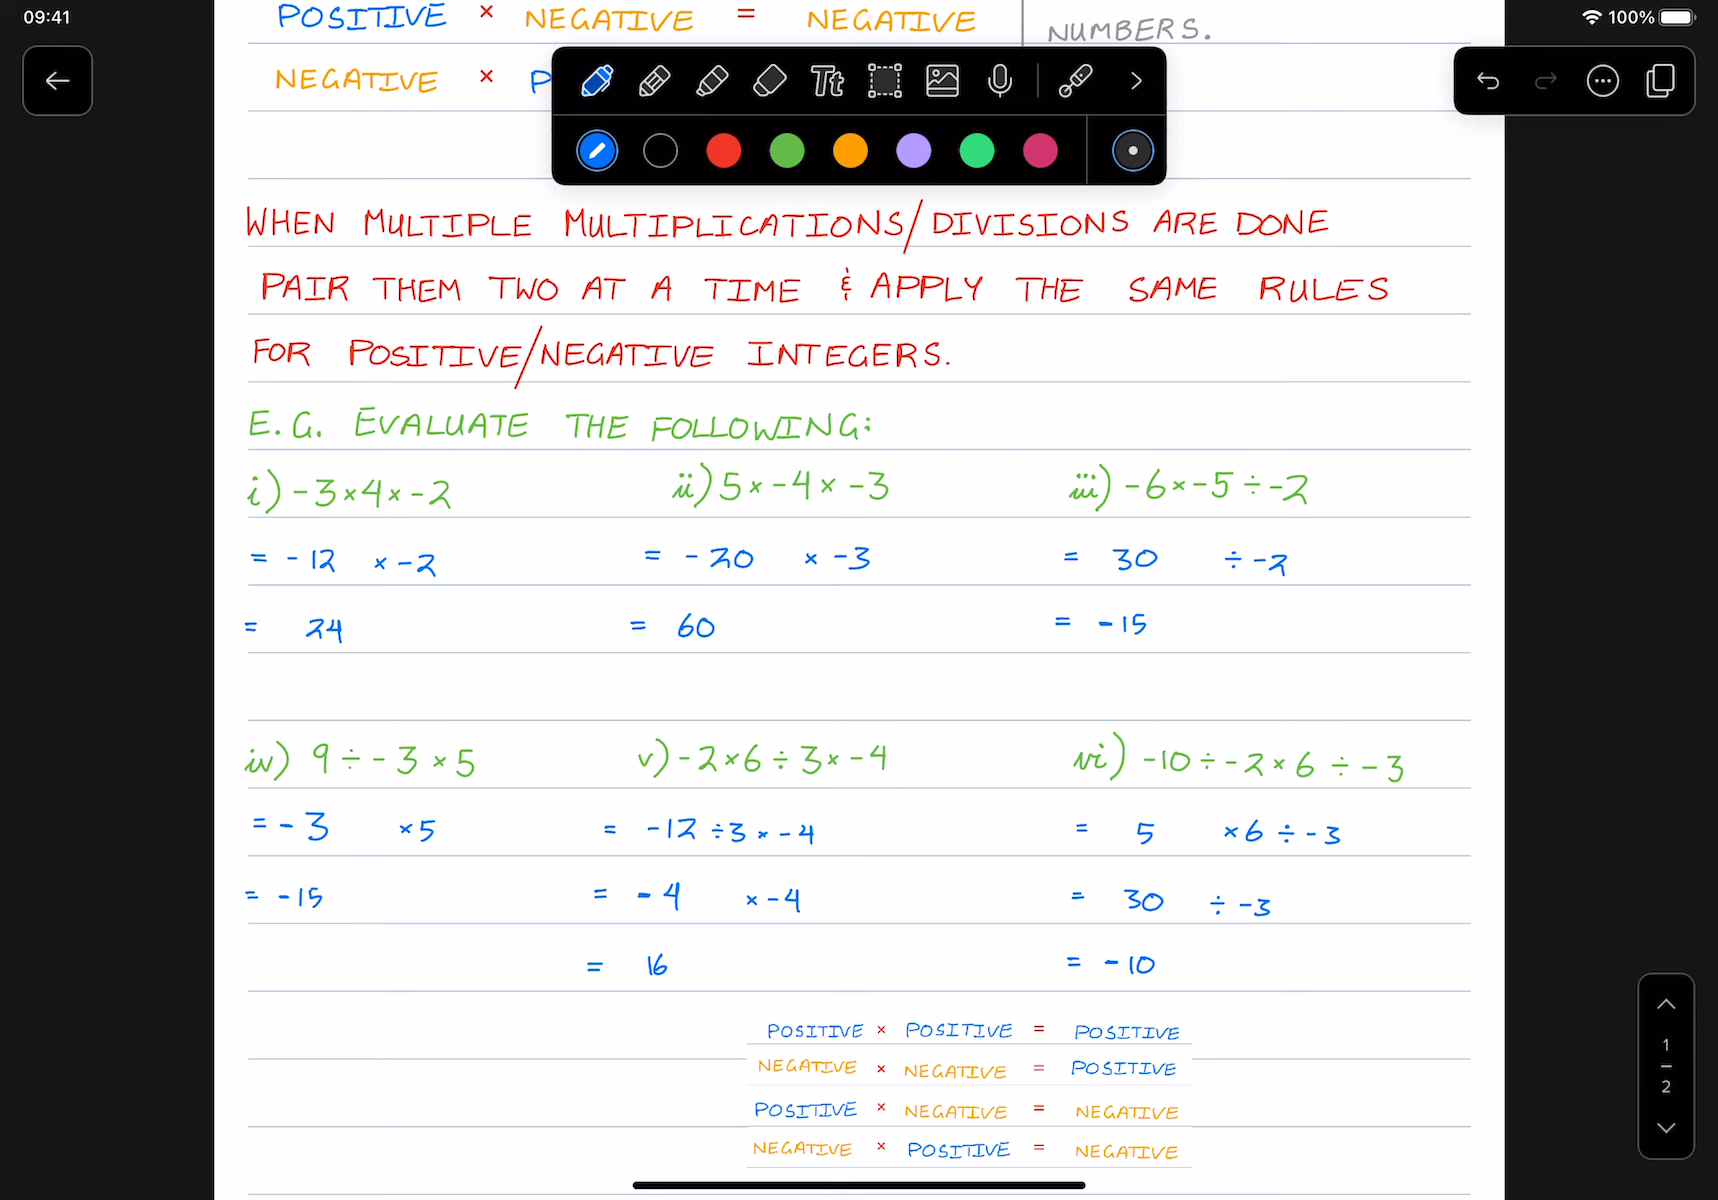 09:41
100%
POSITIVE × NEGATIVE = NEGATIVE
NUMBERS.
NEGATIVE × P
Tt
WHEN MULTIPLE MULTIPLICATIONS/DIVISIONS ARE DONE
PAIR THEM TWO AT A TIME & APPLY THE SAME RULES
FOR POSITIVE/NEGATIVE INTEGERS.
E.G. EVALUATE THE FOLLOWING:
i) -3×4×-2 ii) 5×-4×-3 iii) -6×-5÷-2
= -12 ×-2 = -20 ×-3 = 30 ÷-2
= 24 = 60 = -15
iv) 9÷-3×5 v) -2×6÷3×-4 vi) -10÷-2×6÷-3
= -3 ×5 = -12÷3×-4 = 5 ×6÷-3
= -15 = -4 ×-4 = 30 ÷-3
= 16 = -10
POSITIVE × POSITIVE = POSITIVE
NEGATIVE × NEGATIVE = POSITIVE
POSITIVE × NEGATIVE = NEGATIVE
NEGATIVE × POSITIVE = NEGATIVE
1
2